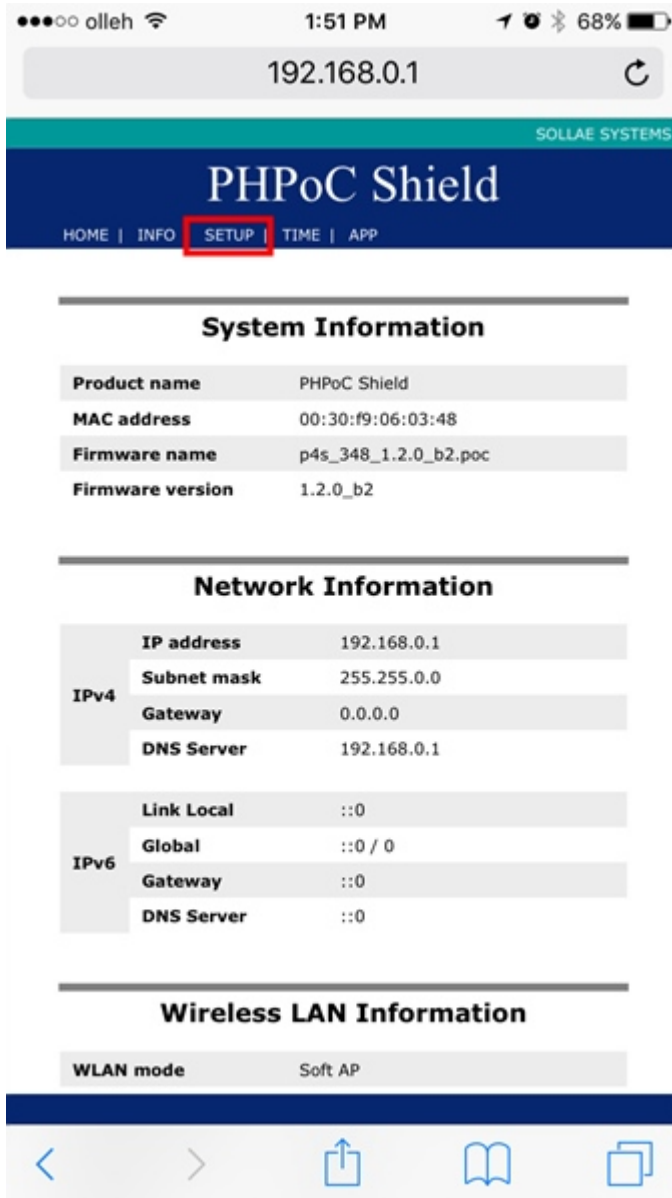 olleh 1:51 PM 68%
192.168.0.1
SOLLAE SYSTEMS
PHPoC Shield
HOME | INFO SETUP | TIME | APP
System Information
Product name PHPoC Shield
MAC address 00:30:f9:06:03:48
Firmware name p4s_348_1.2.0_b2.poc
Firmware version 1.2.0_b2
Network Information
IPv4
IP address 192.168.0.1
Subnet mask 255.255.0.0
Gateway 0.0.0.0
DNS Server 192.168.0.1
IPv6
Link Local ::0
Global ::0 / 0
Gateway ::0
DNS Server ::0
Wireless LAN Information
WLAN mode Soft AP